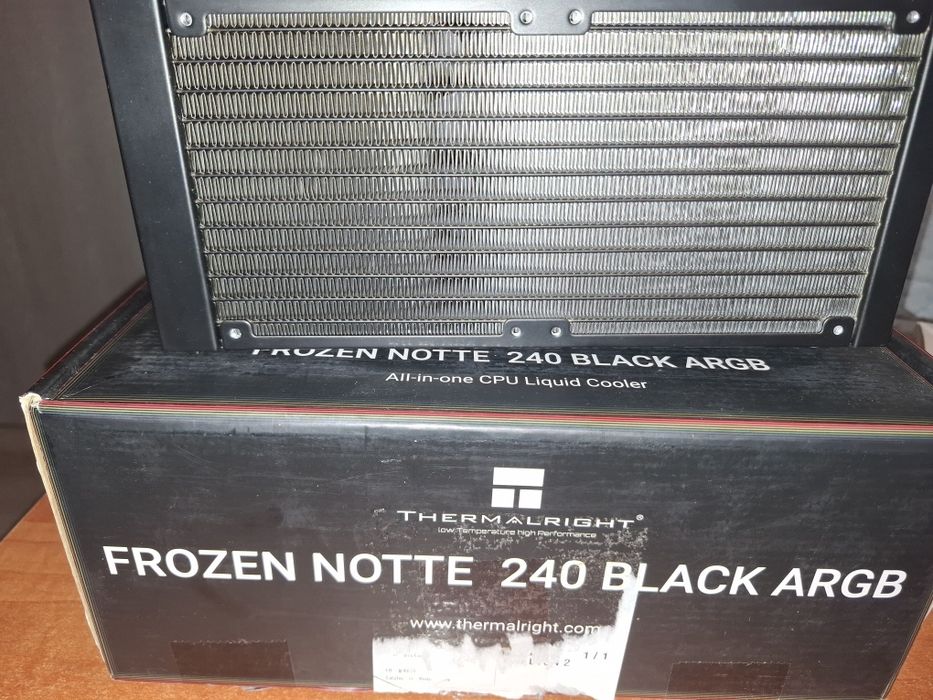 FROZEN NOTTE 240 BLACK ARGB
All-in-one CPU Liquid Cooler
THERMALRIGHT®
low Temperature high Performance
FROZEN NOTTE 240 BLACK ARGB
www.thermalright.com
1/1